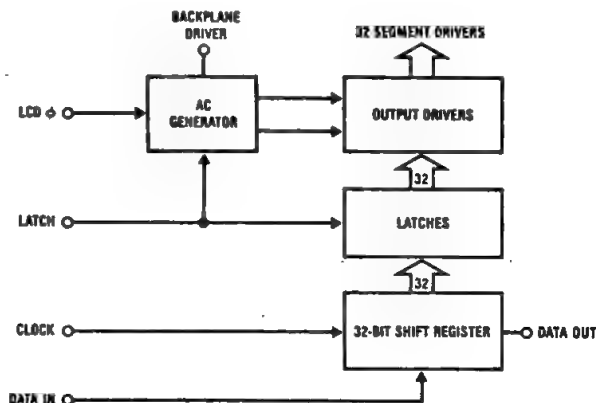 BACKPLANE
DRIVER
32 SEGMENT DRIVERS
LCD ϕ
AC
GENERATOR
OUTPUT DRIVERS
32
LATCH
LATCHES
32
CLOCK
32-BIT SHIFT REGISTER
DATA OUT
DATA IN